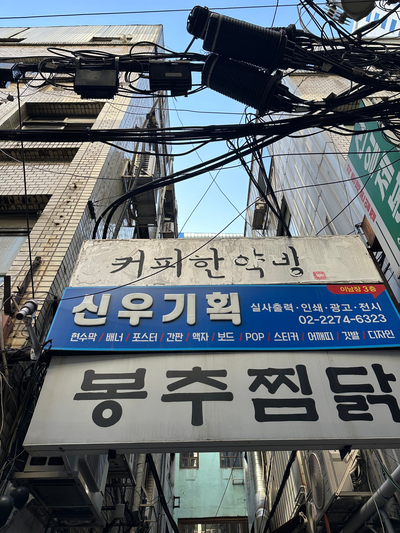 커피한약방
이남장 3층
신우기획
실사출력·인쇄·광고·전시
02-2274-6323
현수막 / 배너 / 포스터 / 간판 / 액자 / 보드 / POP / 스티커 / 어깨띠 / 깃발 / 디자인
봉추찜닭